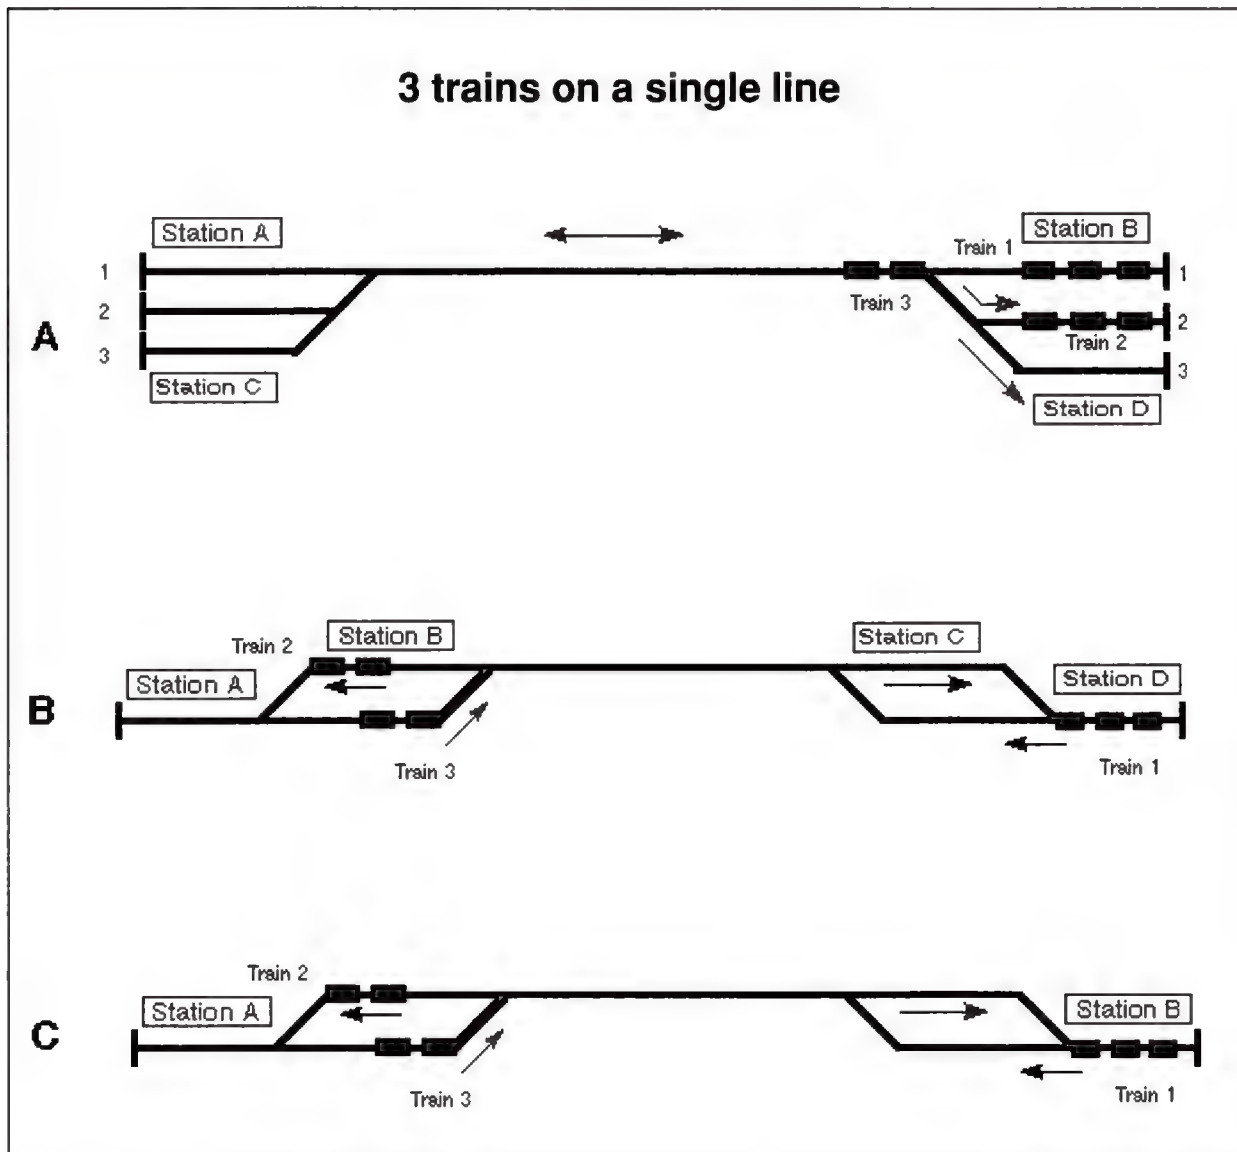 3 trains on a single line
Station A
Station B
Train 1
1
1
Train 3
2
2
A
Train 2
3
3
Station C
Station D
Train 2
Station B
Station C
Station A
Station D
B
Train 3
Train 1
Train 2
Station A
Station B
C
Train 3
Train 1